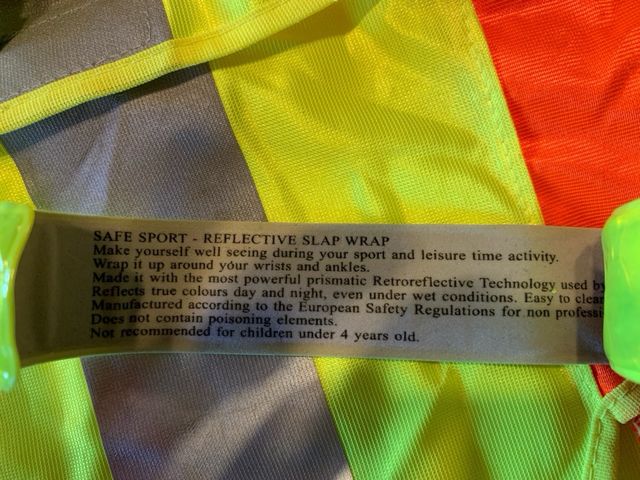 SAFE SPORT - REFLECTIVE SLAP WRAP
Make yourself well seeing during your sport and leisure time activity.
Wrap it up around your wrists and ankles.
Made it with the most powerful prismatic Retroreflective Technology used by
Reflects true colours day and night, even under wet conditions. Easy to clean
Manufactured according to the European Safety Regulations for non professi
Does not contain poisoning elements.
Not recommended for children under 4 years old.